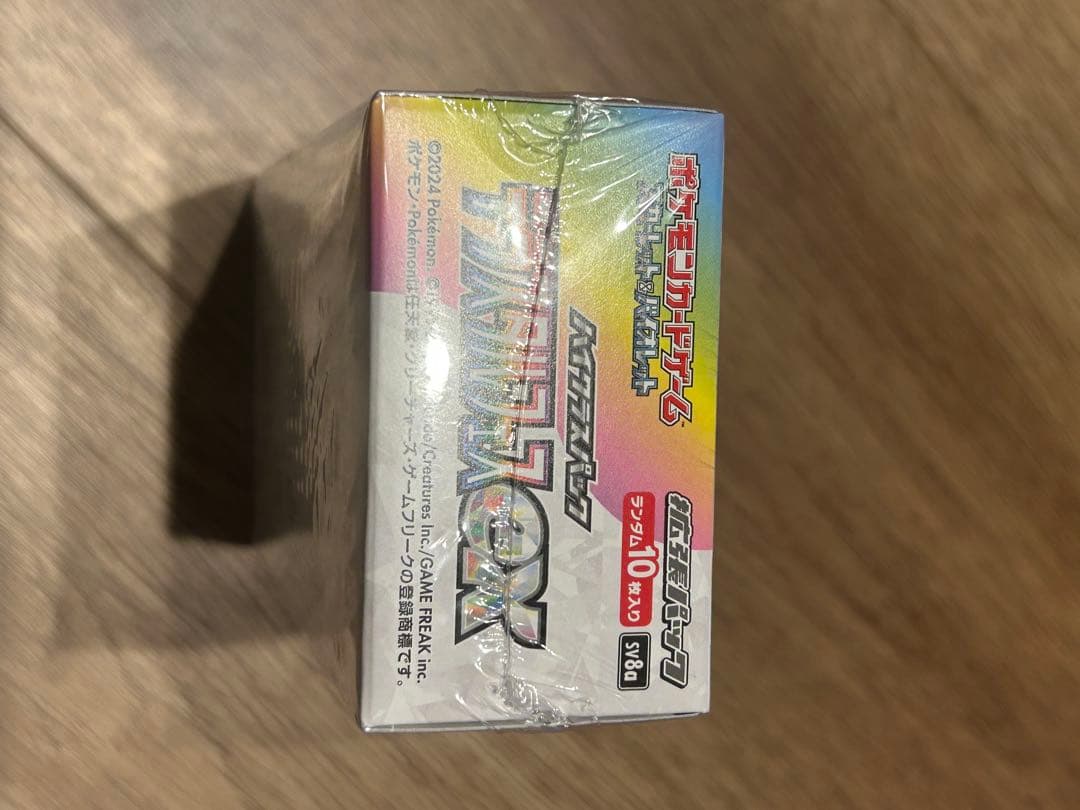 ポケモンカードゲーム™
スカーレット&バイオレット
拡張パック
ランダム10枚入り
SV8a
ハイクラスパック
テラスタルフェスex
©2024 Pokémon. ©19 ndo/Creatures Inc./GAME FREAK inc.
ポケモン・Pokémonは任天堂・クリーチャーズ・ゲームフリークの登録商標です。